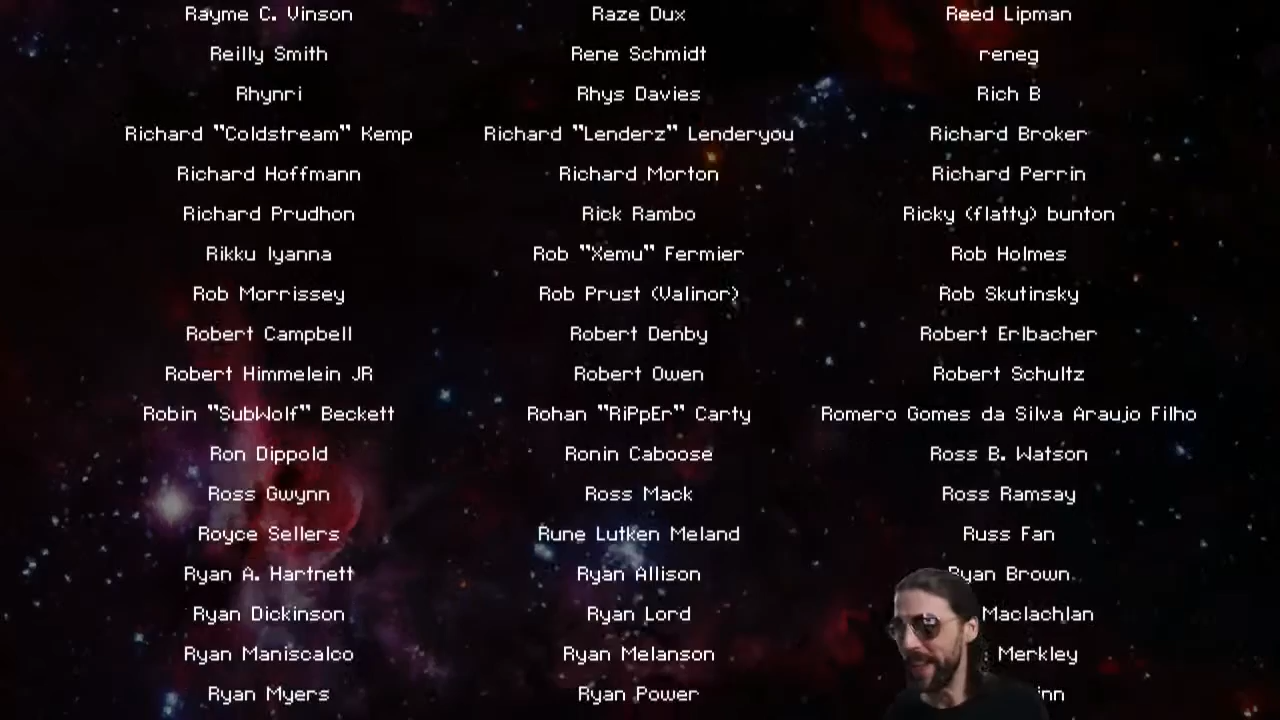 Rayme C. Vinson Raze Dux Reed Lipman
Reilly Smith Rene Schmidt reneg
Rhynri Rhys Davies Rich B
Richard "Coldstream" Kemp Richard "Lenderz" Lenderyou Richard Broker
Richard Hoffmann Richard Morton Richard Perrin
Richard Prudhon Rick Rambo Ricky (flatty) bunton
Rikku Iyanna Rob "Xemu" Fermier Rob Holmes
Rob Morrissey Rob Prust (Valinor) Rob Skutinsky
Robert Campbell Robert Denby Robert Erlbacher
Robert Himmelein JR Robert Owen Robert Schultz
Robin "SubWolf" Beckett Rohan "RiPpEr" Carty Romero Gomes da Silva Araujo Filho
Ron Dippold Ronin Caboose Ross B. Watson
Ross Gwynn Ross Mack Ross Ramsay
Royce Sellers Rune Lutken Meland Russ Fan
Ryan A. Hartnett Ryan Allison Ryan Brown
Ryan Dickinson Ryan Lord Maclachlan
Ryan Maniscalco Ryan Melanson Merkley
Ryan Myers Ryan Power